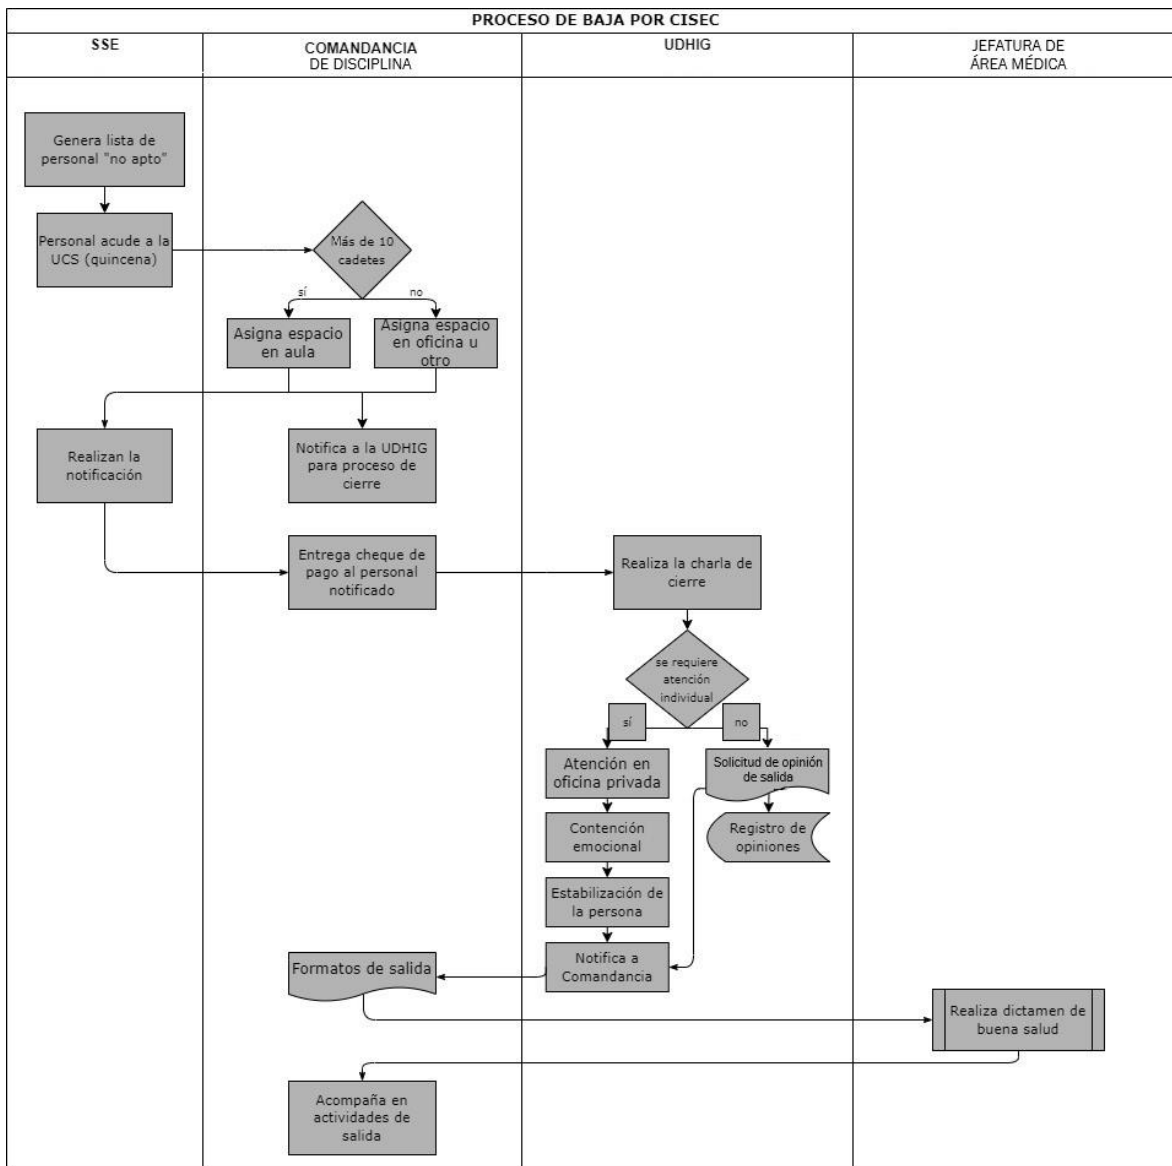 PROCESO DE BAJA POR CISEC
SSE
COMANDANCIA
DE DISCIPLINA
UDHIG
JEFATURA DE
ÁREA MÉDICA
Genera lista de
personal "no apto"
Personal acude a la
UCS (quincena)
Más de 10
cadetes
sí
no
Asigna espacio
en aula
Asigna espacio
en oficina u
otro
Realizan la
notificación
Notifica a la UDHIG
para proceso de
cierre
Entrega cheque de
pago al personal
notificado
Realiza la charla de
cierre
se requiere
atención
individual
sí
no
Atención en
oficina privada
Solicitud de opinión
de salida
Contención
emocional
Registro de
opiniones
Estabilización de
la persona
Notifica a
Comandancia
Formatos de salida
Realiza dictamen de
buena salud
Acompaña en
actividades de
salida